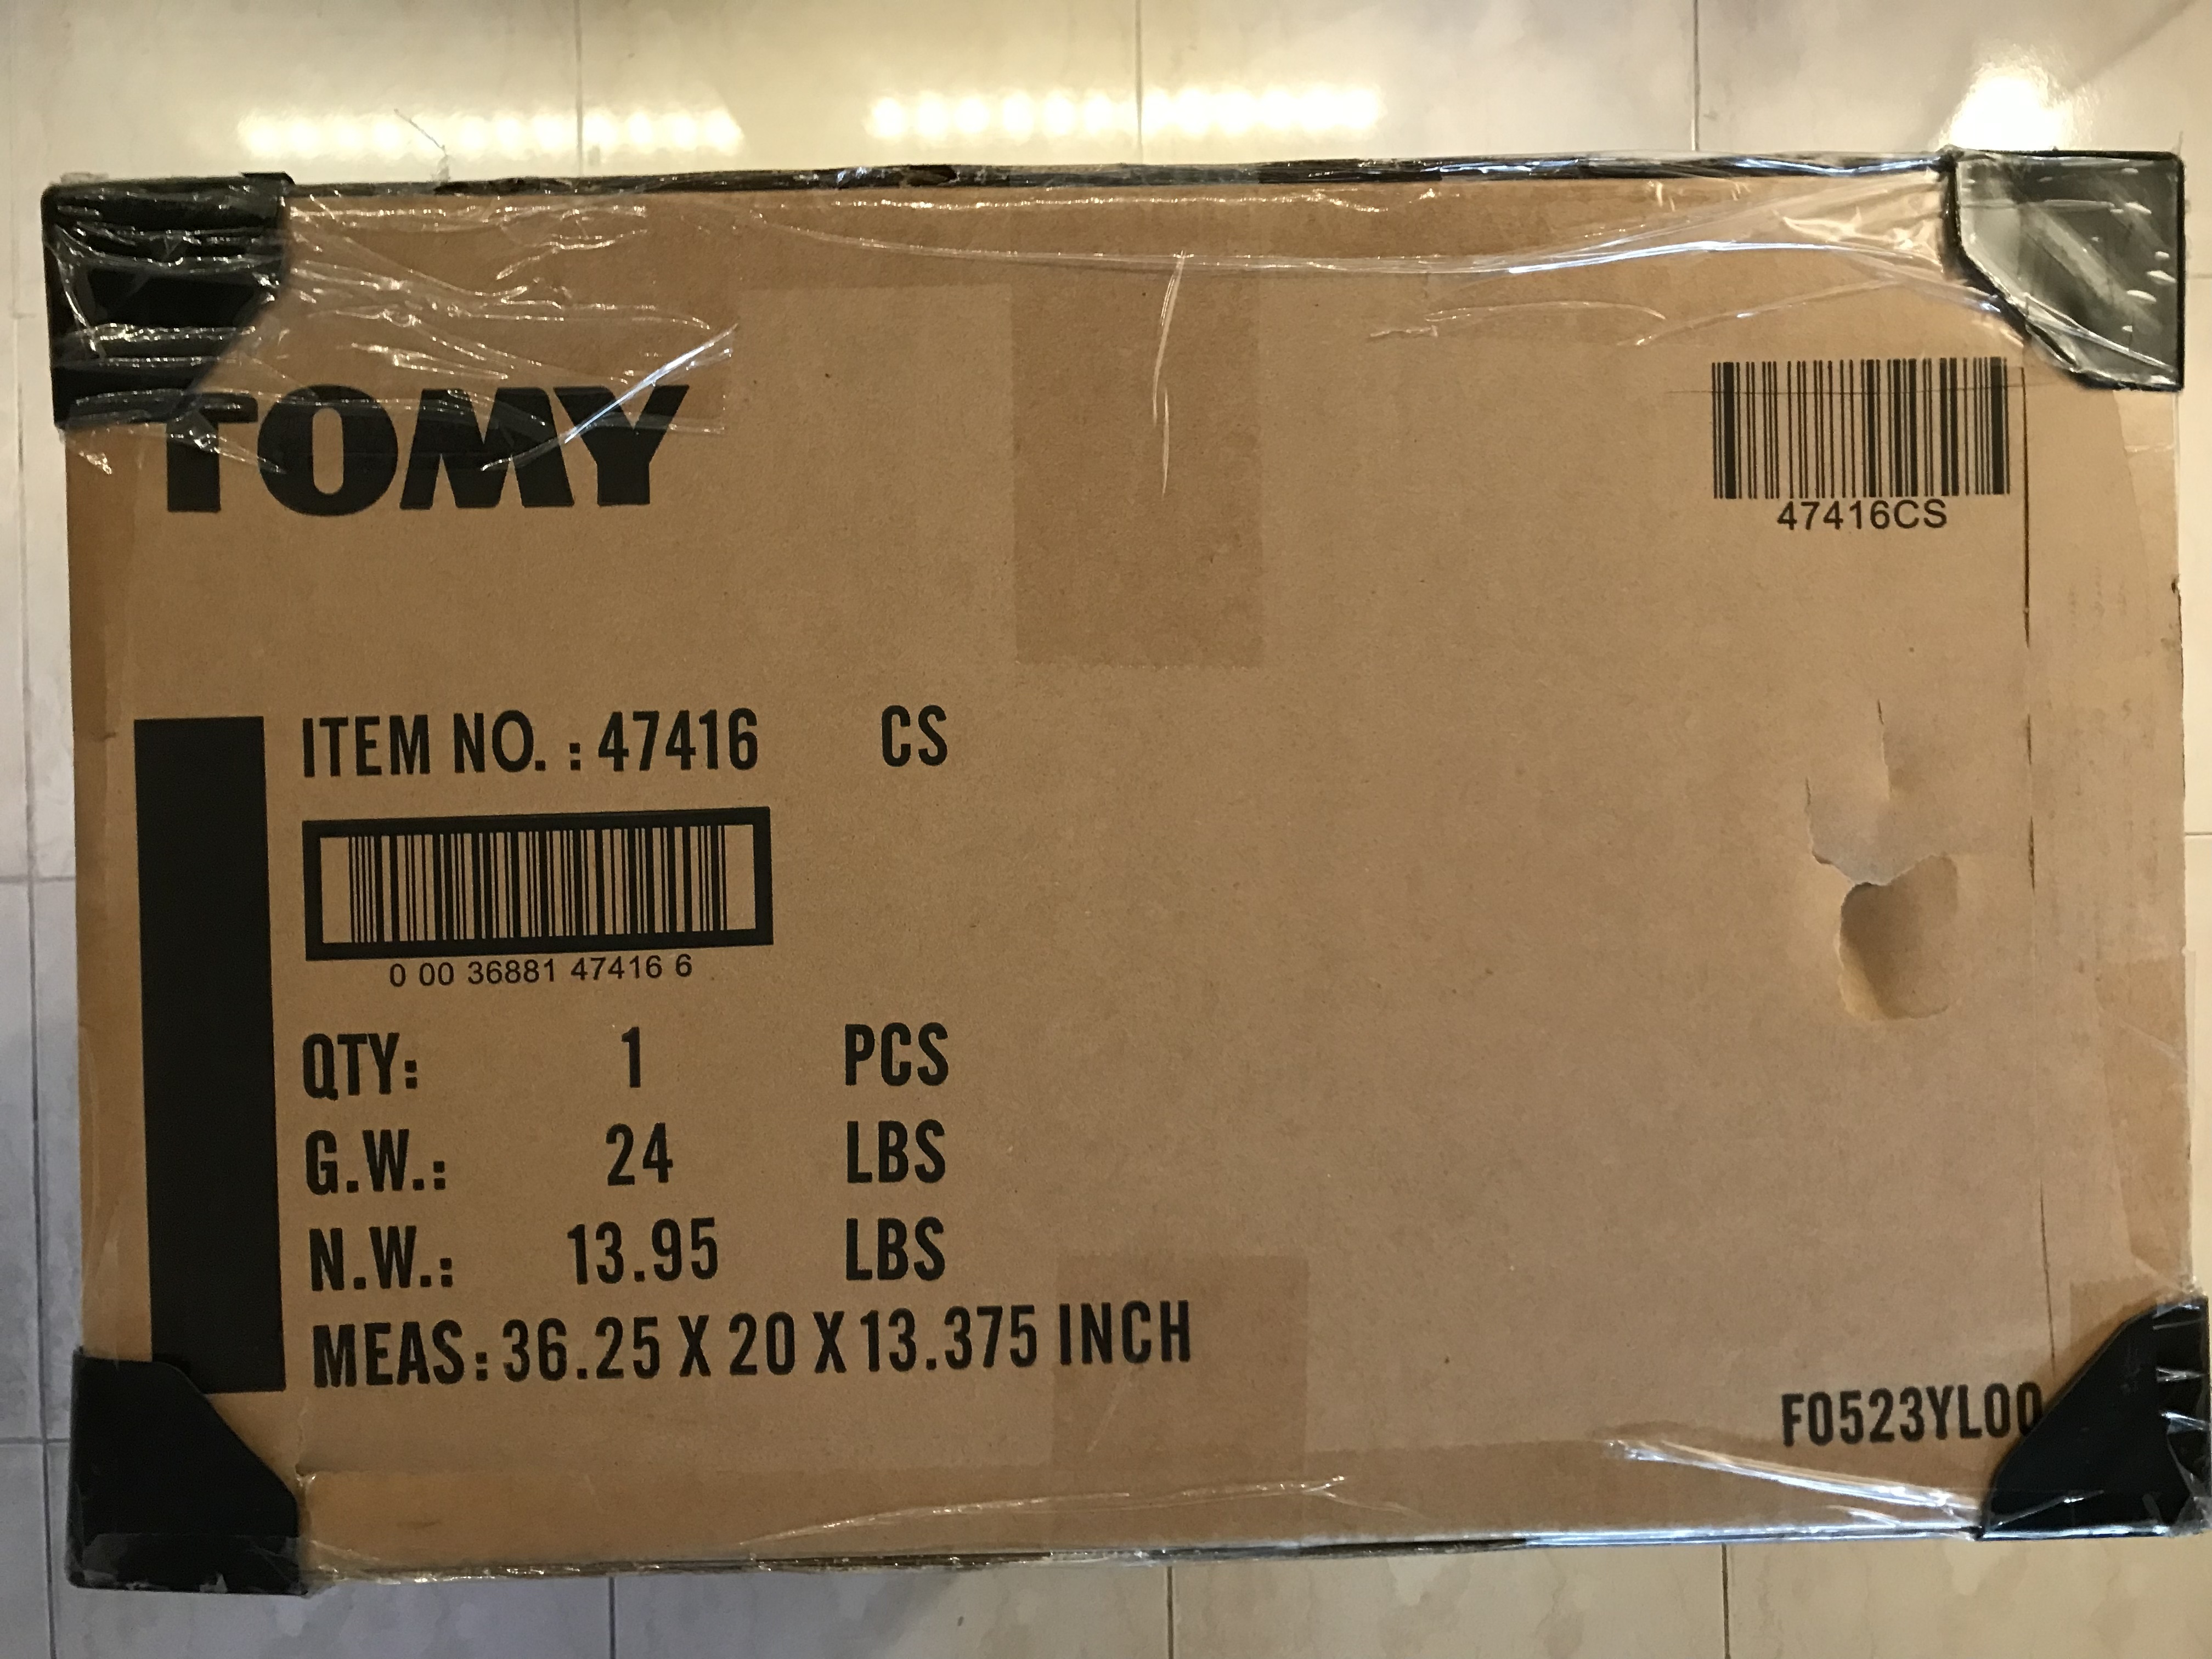 TOMY
47416CS
ITEM NO. : 47416 CS
0 00 36881 47416 6
QTY: 1 PCS
G.W.: 24 LBS
N.W.: 13.95 LBS
MEAS: 36.25 X 20 X 13.375 INCH
F0523YL00